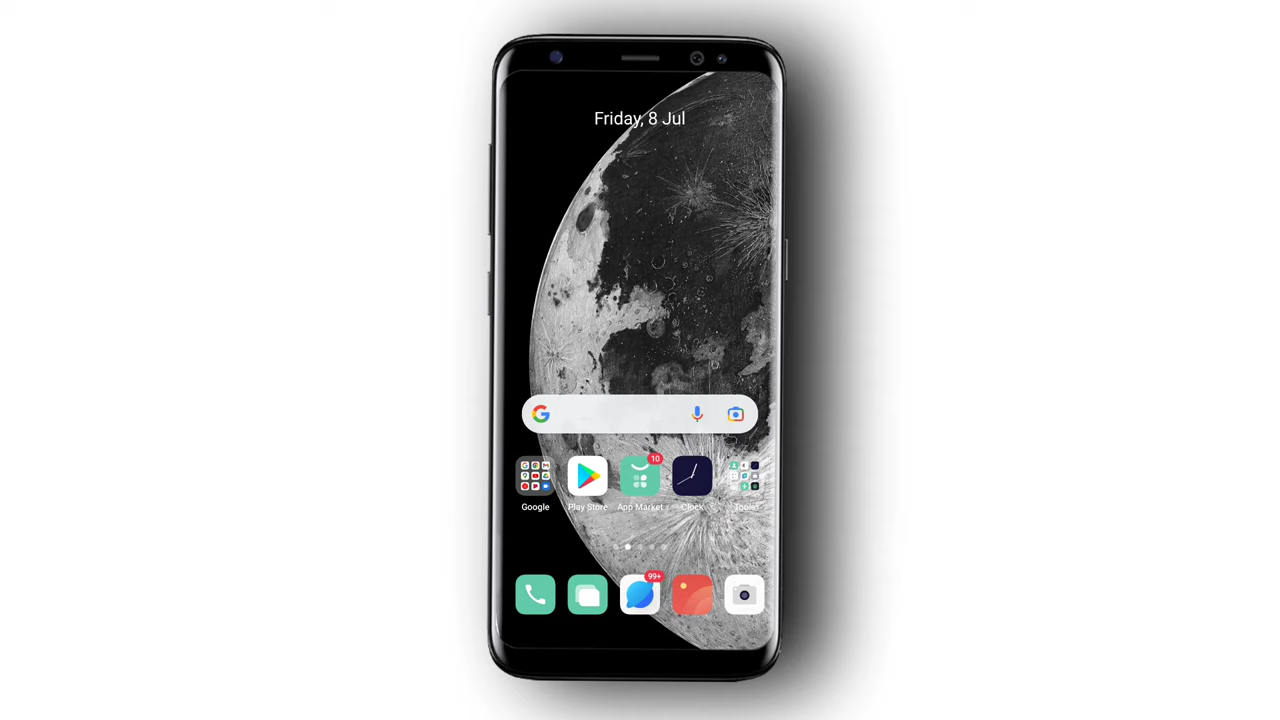 Friday, 8 Jul
G
10
Google
Play Store
App Market
Clock
Tools
99+